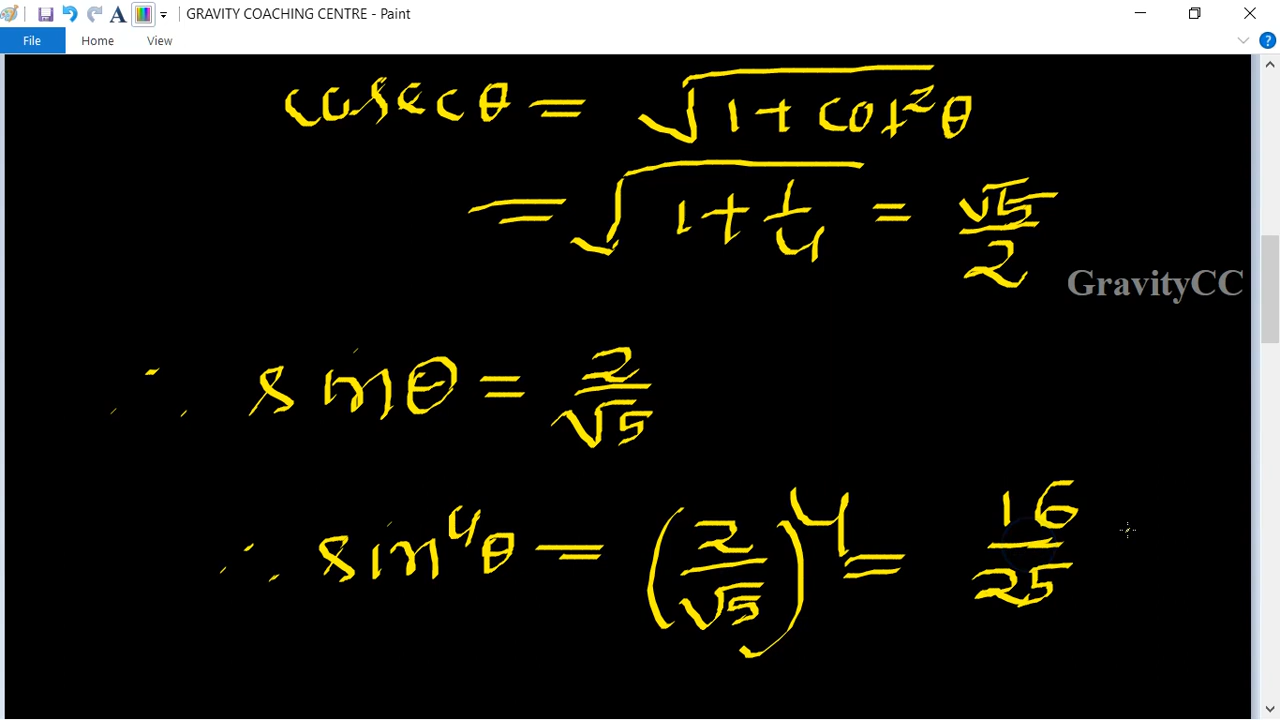 GRAVITY COACHING CENTRE - Paint
File Home View
cosecθ = √(1+cot²θ)
= √(1+1/4) = √5/2
GravityCC
∴ sinθ = 2/√5
∴ sin⁴θ = (2/√5)⁴ = 16/25